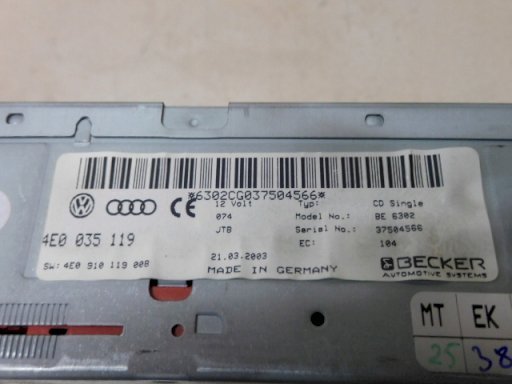 *6302CG037504566*
12 Volt Typ: CD Single
074 Model No.: BE 6302
4E0 035 119 JTB Serial No.: 37504566
21.03.2003 EC: 104
SW: 4E0 910 119 00B MADE IN GERMANY BECKER
AUTOMOTIVE SYSTEMS
MT EK
25 38